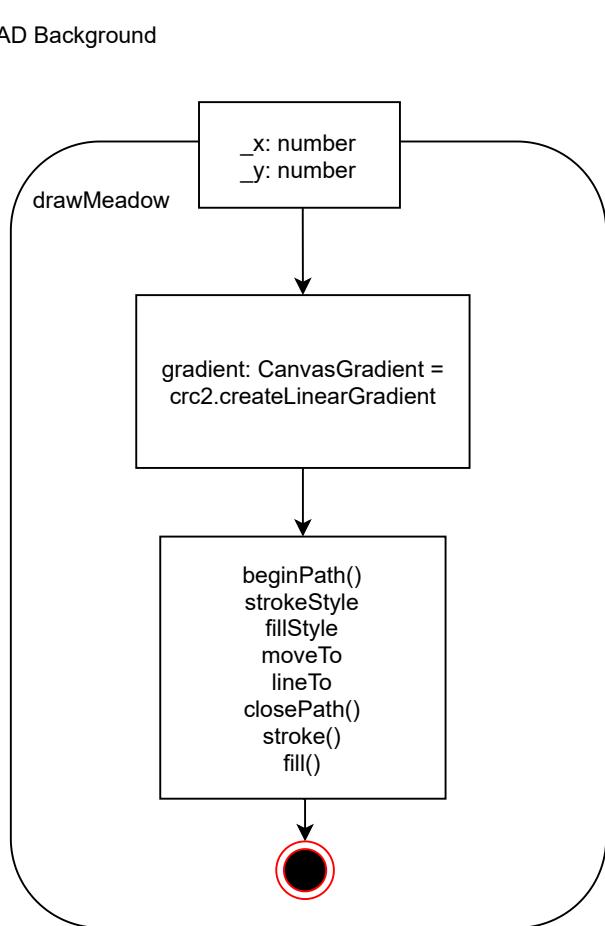 AD Background
_x: number
_y: number
drawMeadow
gradient: CanvasGradient =
crc2.createLinearGradient
beginPath()
strokeStyle
fillStyle
moveTo
lineTo
closePath()
stroke()
fill()